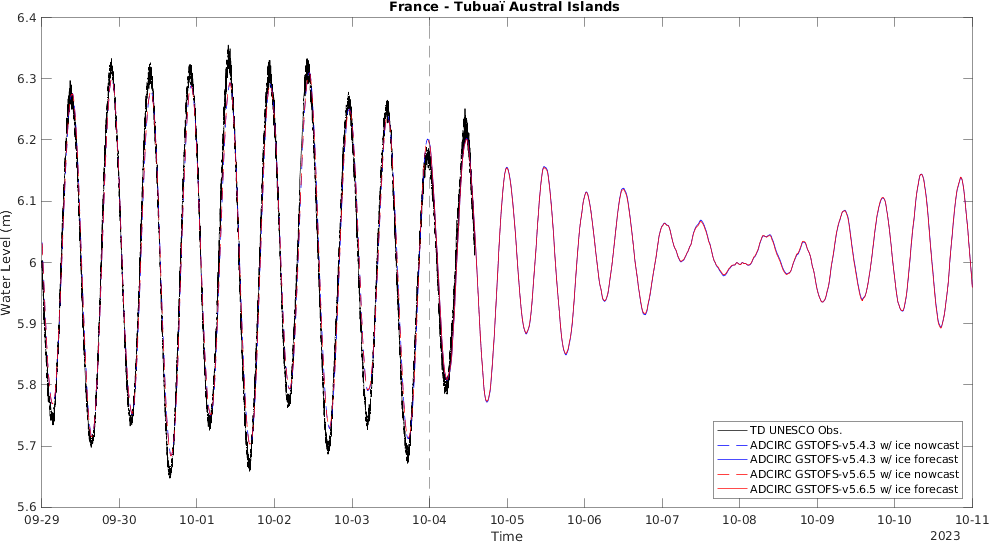 France - Tubuaï Austral Islands
6.4
6.3
6.2
6.1
6
5.9
5.8
5.7
5.6
Water Level (m)
TD UNESCO Obs.
ADCIRC GSTOFS-v5.4.3 w/ ice nowcast
ADCIRC GSTOFS-v5.4.3 w/ ice forecast
ADCIRC GSTOFS-v5.6.5 w/ ice nowcast
ADCIRC GSTOFS-v5.6.5 w/ ice forecast
09-29 09-30 10-01 10-02 10-03 10-04 10-05 10-06 10-07 10-08 10-09 10-10 10-11
Time
2023